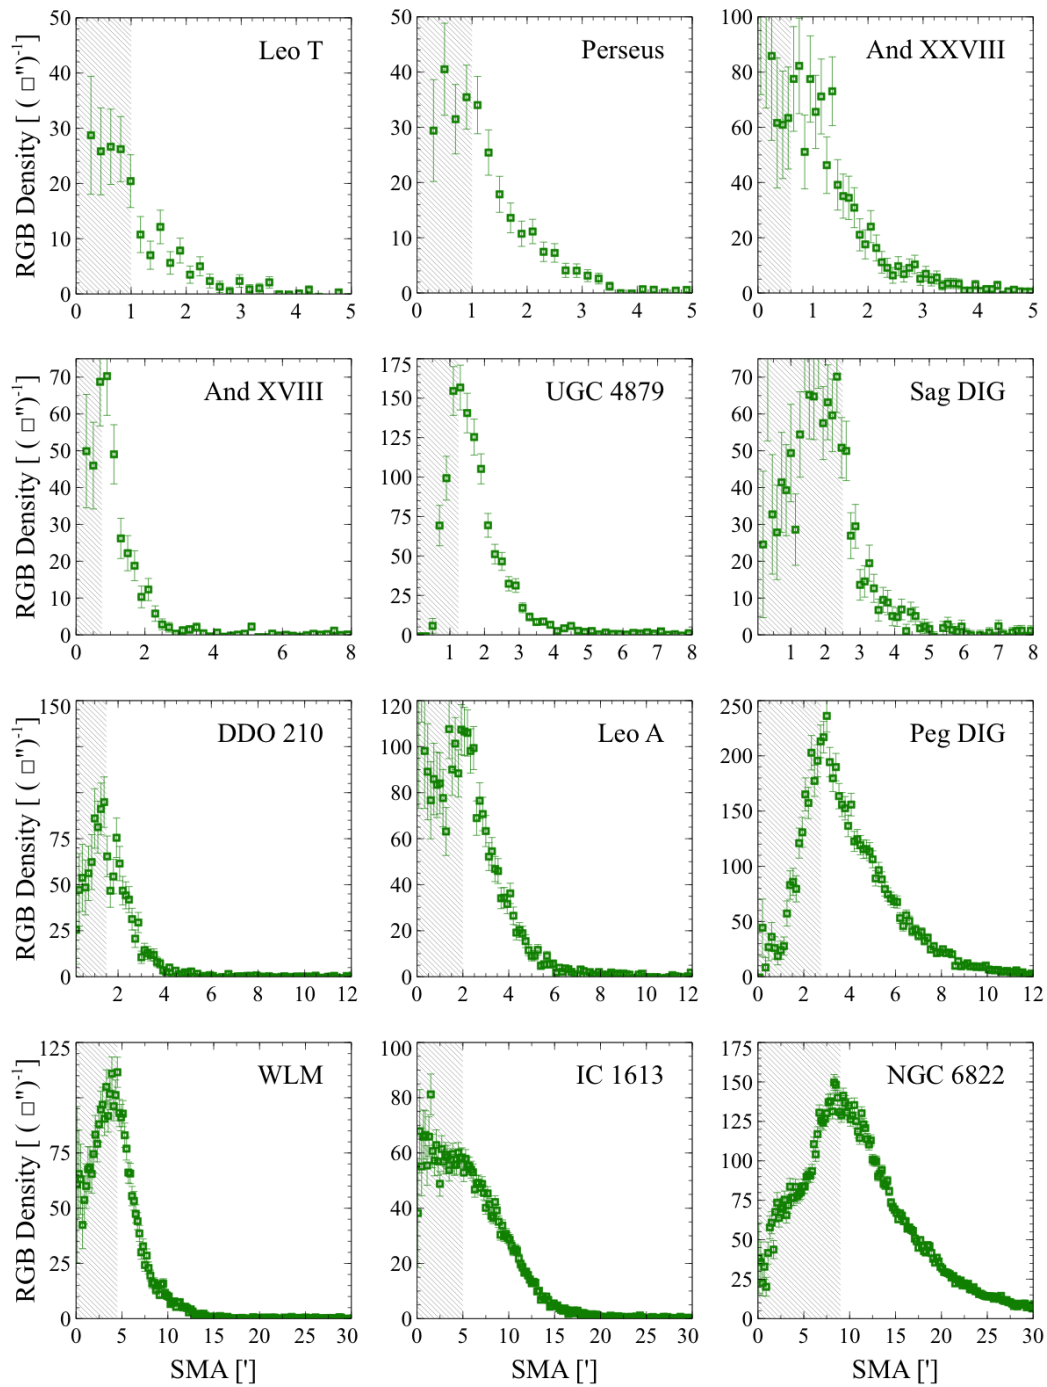 RGB Density [ (□")⁻¹]
50
40
30
20
10
0
Leo T
0 1 2 3 4 5
50
40
30
20
10
0
Perseus
0 1 2 3 4 5
100
80
60
40
20
0
And XXVIII
0 1 2 3 4 5
RGB Density [ (□")⁻¹]
70
60
50
40
30
20
10
0
And XVIII
0 2 4 6 8
175
150
125
100
75
50
25
0
UGC 4879
1 2 3 4 5 6 7 8
70
60
50
40
30
20
10
0
Sag DIG
1 2 3 4 5 6 7 8
RGB Density [ (□")⁻¹]
150
75
50
25
0
DDO 210
2 4 6 8 10 12
120
100
80
60
40
20
0
Leo A
0 2 4 6 8 10 12
250
200
150
100
50
0
Peg DIG
0 2 4 6 8 10 12
RGB Density [ (□")⁻¹]
125
100
75
50
25
0
WLM
0 5 10 15 20 25 30
SMA [']
100
80
60
40
20
0
IC 1613
0 5 10 15 20 25 30
SMA [']
175
150
125
100
75
50
25
0
NGC 6822
0 5 10 15 20 25 30
SMA [']